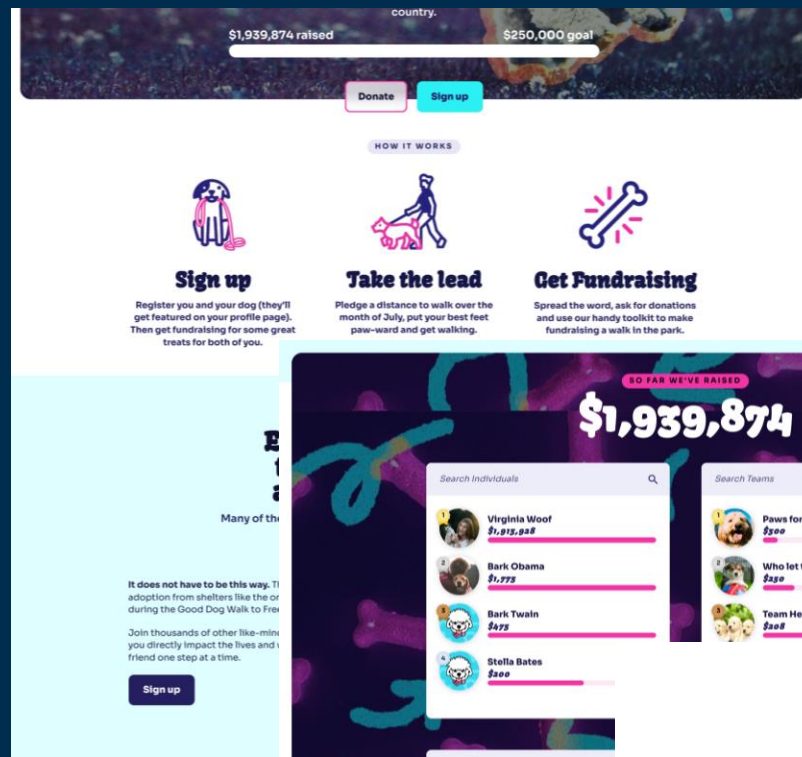 country.
$1,939,874 raised
$250,000 goal
Donate
Sign up
HOW IT WORKS
Sign up
Register you and your dog (they'll
get featured on your profile page).
Then get fundraising for some great
treats for both of you.
Take the lead
Pledge a distance to walk over the
month of July, put your best feet
paw-ward and get walking.
Get Fundraising
Spread the word, ask for donations
and use our handy toolkit to make
fundraising a walk in the park.
Many of the
It does not have to be this way.
adoption from shelters like the
during the Good Dog Walk to
Join thousands of other
you directly impact the lives and
friend one step at a time.
Sign up
SO FAR WE'VE RAISED
$1,939,874
Search Individuals
1
Virginia Woof
$1,915,928
2
Bark Obama
$1,775
3
Bark Twain
$475
4
Stella Bates
$200
Search Teams
1
Paws for
$500
2
Who let
$250
3
Team
$208